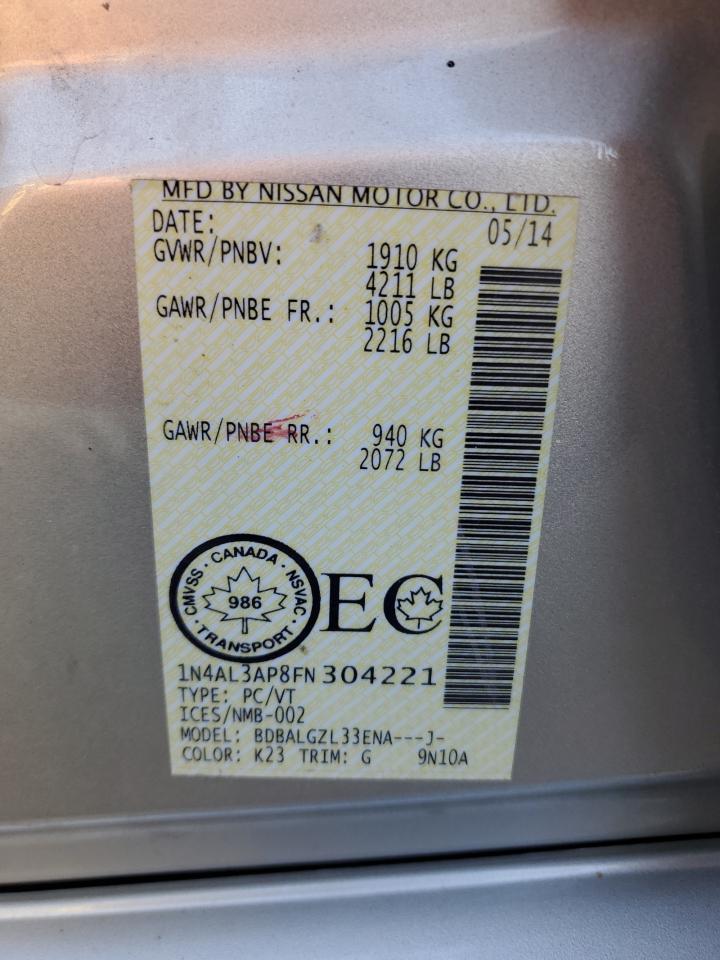 MFD BY NISSAN MOTOR CO., LTD.
DATE: 05/14
GVWR/PNBV: 1910 KG
4211 LB
GAWR/PNBE FR.: 1005 KG
2216 LB
GAWR/PNBE RR.: 940 KG
2072 LB
CMVSS · CANADA · NSVAC
986
· TRANSPORT ·
EC
1N4AL3AP8FN304221
TYPE: PC/VT
ICES/NMB-002
MODEL: BDBALGZL33ENA---J-
COLOR: K23 TRIM: G 9N10A